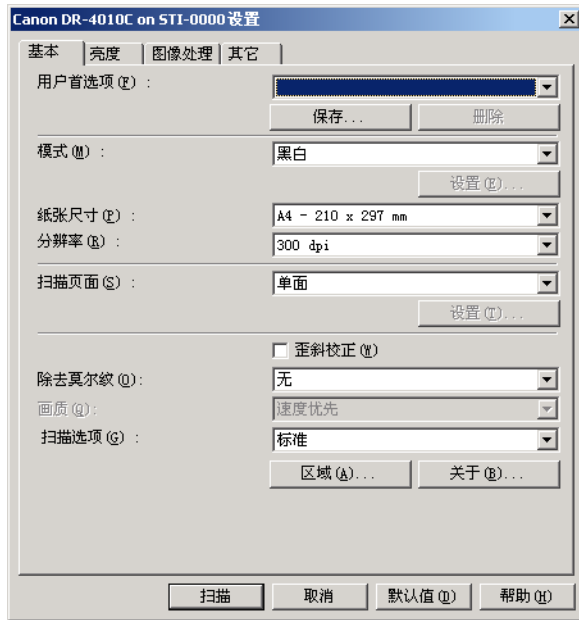 Canon DR-4010C on STI-0000 设置
基本 亮度 图像处理 其它
用户首选项(F) :
保存... 删除
模式(M) : 黑白
设置(E)...
纸张尺寸(P) : A4 - 210 x 297 mm
分辨率(R) : 300 dpi
扫描页面(S) : 单面
设置(T)...
歪斜校正(W)
除去莫尔纹(O): 无
画质(Q): 速度优先
扫描选项(G) : 标准
区域(A)... 关于(B)...
扫描 取消 默认值(D) 帮助(H)